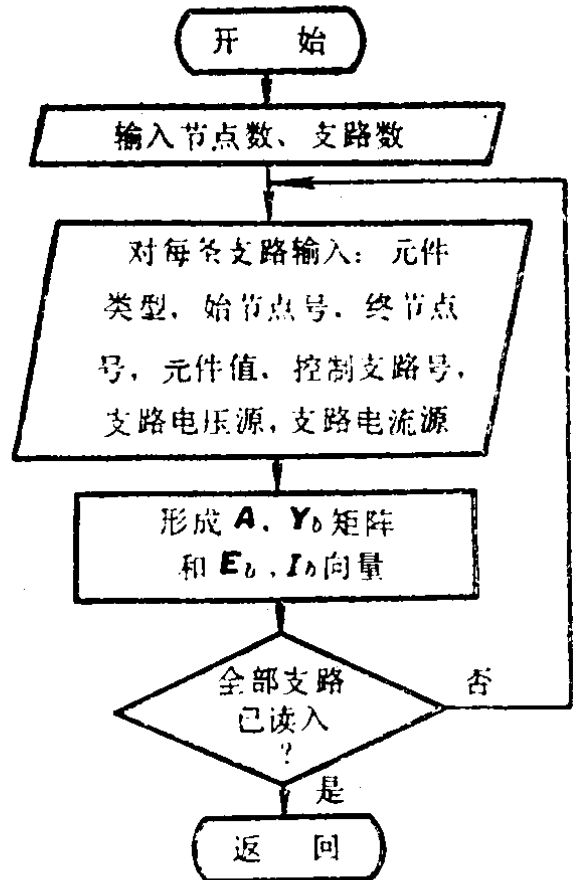 开 始
输入节点数、支路数
对每条支路输入：元件
类型，始节点号，终节点
号，元件值、控制支路号，
支路电压源，支路电流源
形成 A、Yb 矩阵
和 Eb，Ib 向量
全部支路
已读入
?
否
是
返 回